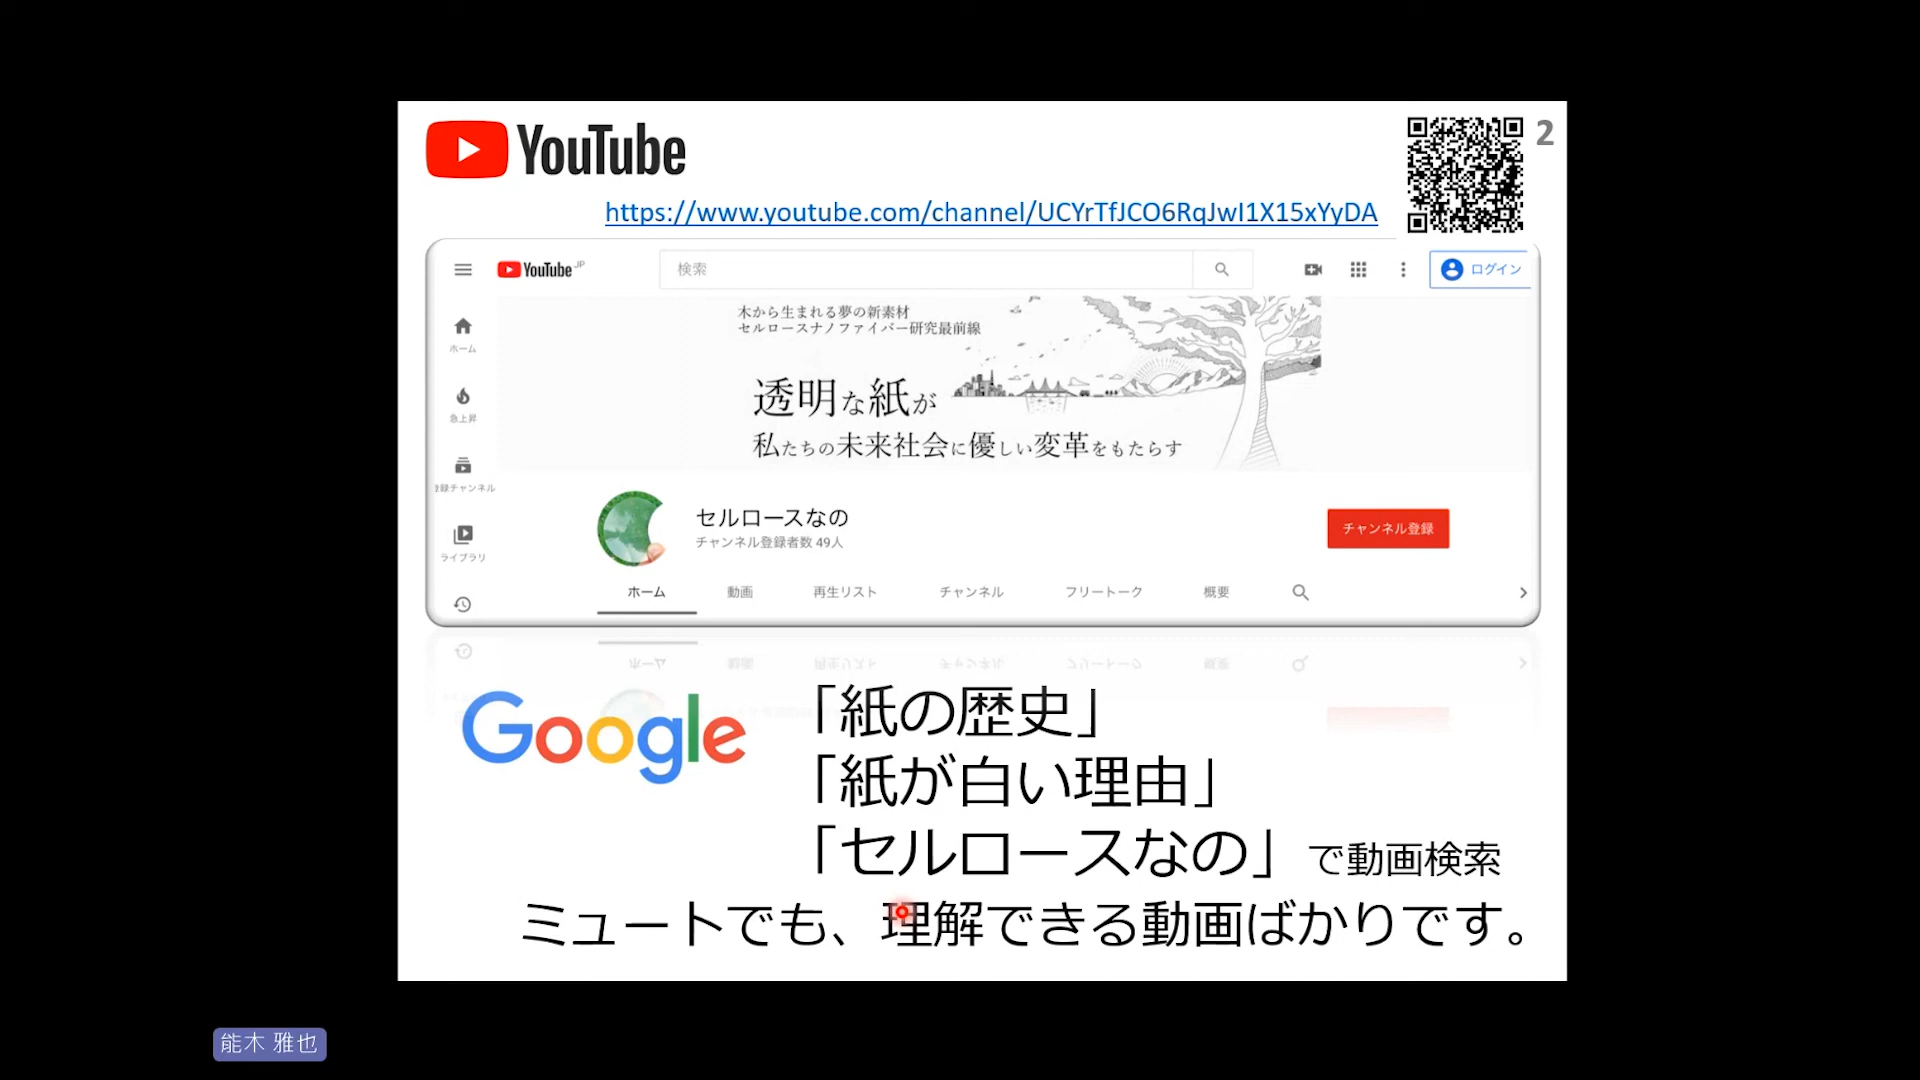 YouTube
2
https://www.youtube.com/channel/UCYrTfJCO6RqJwI1X15xYyDA
YouTube JP
検索
ログイン
木から生まれる夢の新素材
セルロースナノファイバー研究最前線
透明な紙が
私たちの未来社会に優しい変革をもたらす
ホーム
急上昇
登録チャンネル
ライブラリ
セルロースなの
チャンネル登録者数 49人
チャンネル登録
ホーム 動画 再生リスト チャンネル フリートーク 概要
Google
「紙の歴史」
「紙が白い理由」
「セルロースなの」で動画検索
ミュートでも、理解できる動画ばかりです。
能木 雅也